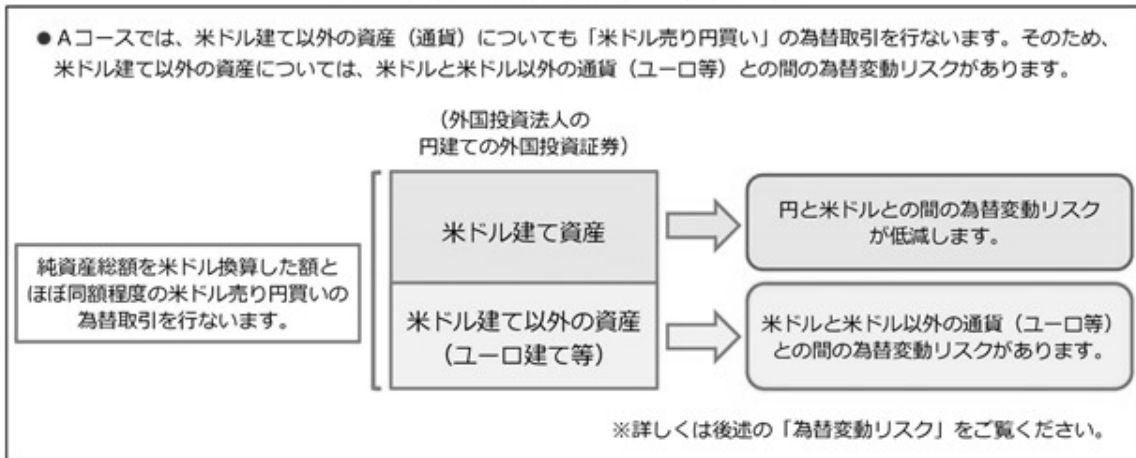 ● Aコースでは、米ドル建て以外の資産（通貨）についても「米ドル売り円買い」の為替取引を行ないます。そのため、
米ドル建て以外の資産については、米ドルと米ドル以外の通貨（ユーロ等）との間の為替変動リスクがあります。
（外国投資法人の
円建ての外国投資証券）
純資産総額を米ドル換算した額と
ほぼ同額程度の米ドル売り円買いの
為替取引を行ないます。
米ドル建て資産
円と米ドルとの間の為替変動リスク
が低減します。
米ドル建て以外の資産
（ユーロ建て等）
米ドルと米ドル以外の通貨（ユーロ等）
との間の為替変動リスクがあります。
※詳しくは後述の「為替変動リスク」をご覧ください。